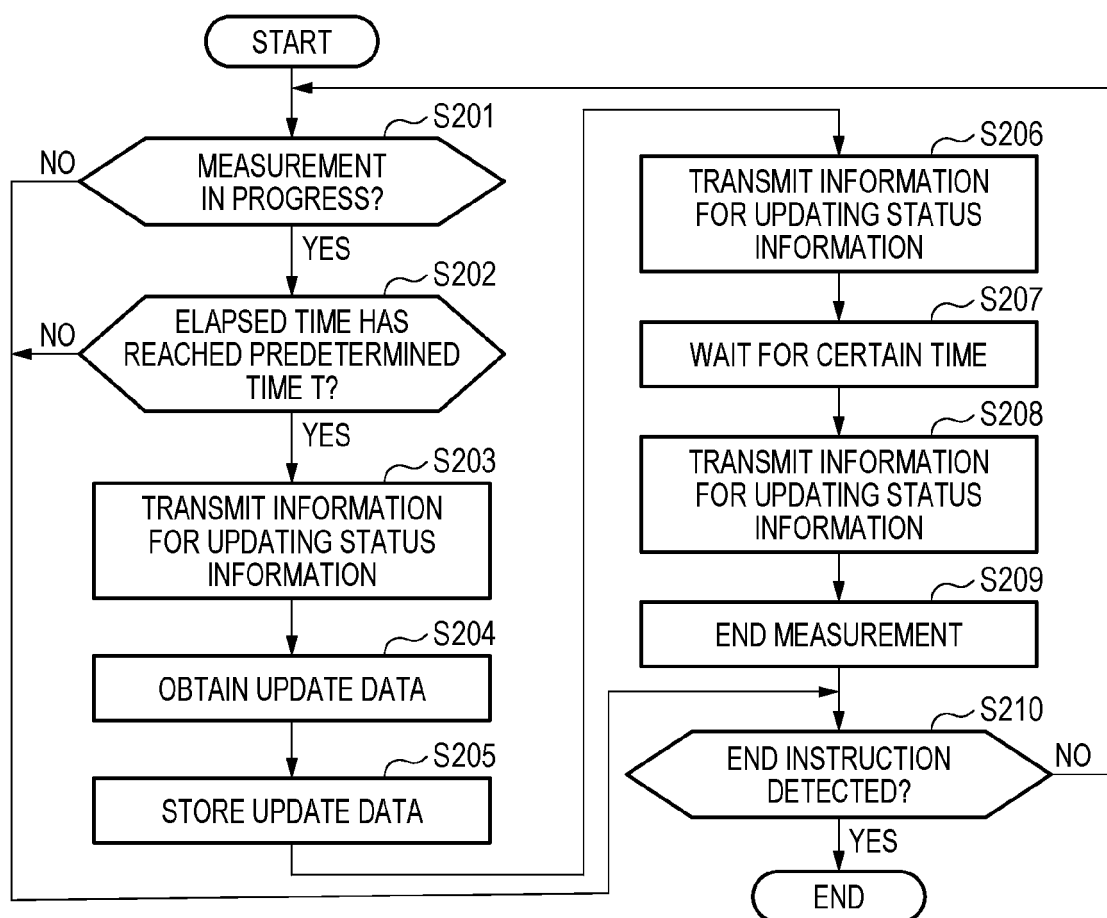 START
S201
MEASUREMENT
IN PROGRESS?
NO
YES
S202
ELAPSED TIME HAS
REACHED PREDETERMINED
TIME T?
NO
YES
S203
TRANSMIT INFORMATION
FOR UPDATING STATUS
INFORMATION
S204
OBTAIN UPDATE DATA
S205
STORE UPDATE DATA
S206
TRANSMIT INFORMATION
FOR UPDATING STATUS
INFORMATION
S207
WAIT FOR CERTAIN TIME
S208
TRANSMIT INFORMATION
FOR UPDATING STATUS
INFORMATION
S209
END MEASUREMENT
S210
END INSTRUCTION
DETECTED?
NO
YES
END